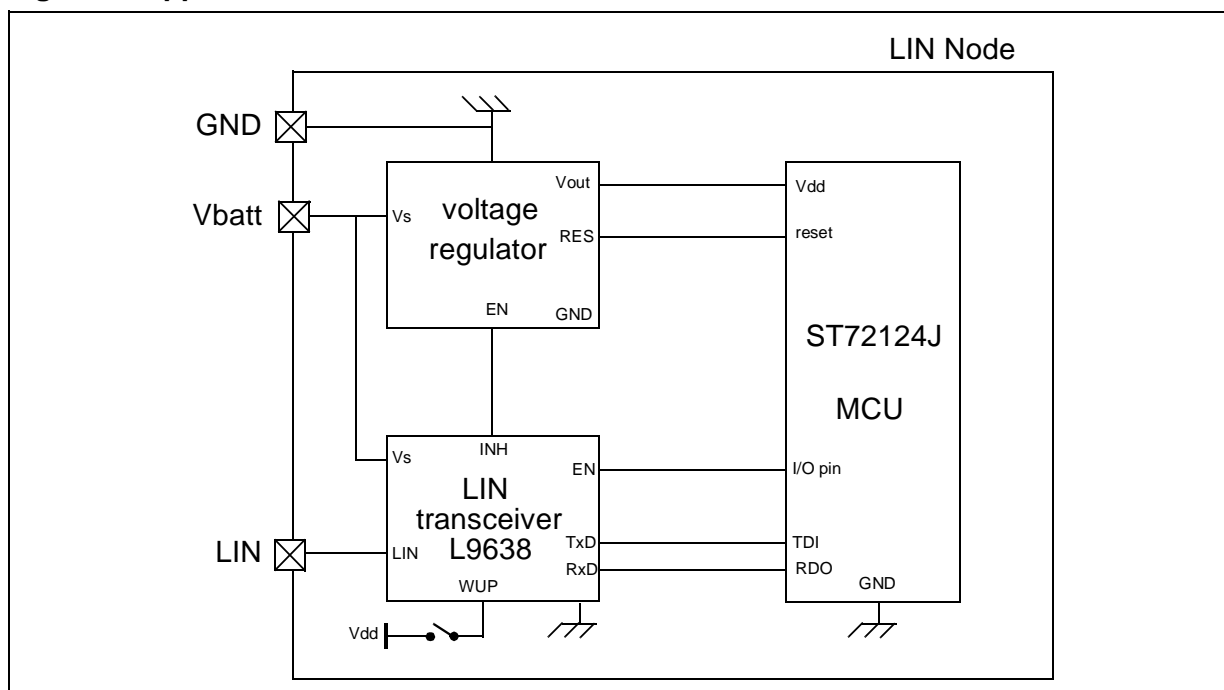 LIN Node
GND
Vbatt
Vs
voltage
regulator
Vout
RES
EN
GND
Vdd
reset
ST72124J
MCU
I/O pin
TDI
RDO
GND
INH
Vs
EN
LIN
transceiver
L9638
TxD
RxD
LIN
LIN
WUP
Vdd